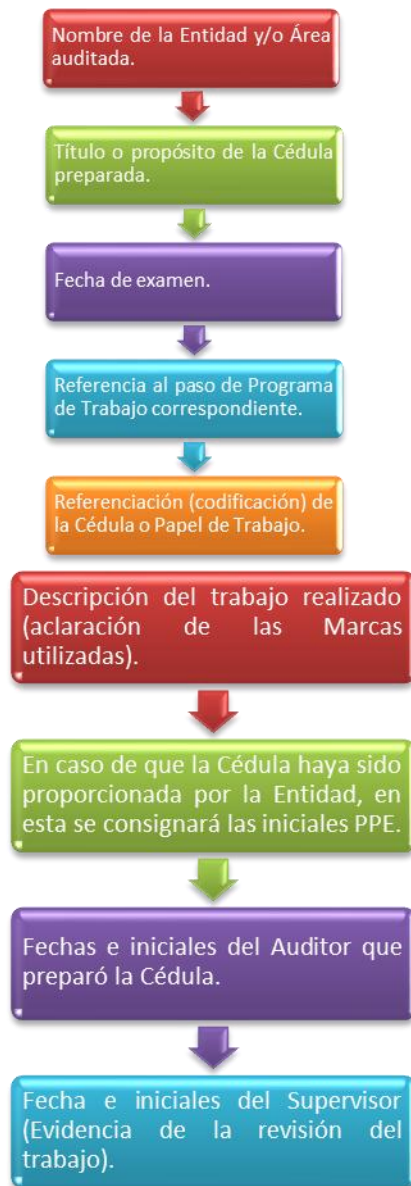 Nombre de la Entidad y/o Área
auditada.
Título o propósito de la Cédula
preparada.
Fecha de examen.
Referencia al paso de Programa
de Trabajo correspondiente.
Referenciación (codificación) de
la Cédula o Papel de Trabajo.
Descripción del trabajo realizado
(aclaración de las Marcas
utilizadas).
En caso de que la Cédula haya sido
proporcionada por la Entidad, en
esta se consignará las iniciales PPE.
Fechas e iniciales del Auditor que
preparó la Cédula.
Fecha e iniciales del Supervisor
(Evidencia de la revisión del
trabajo).